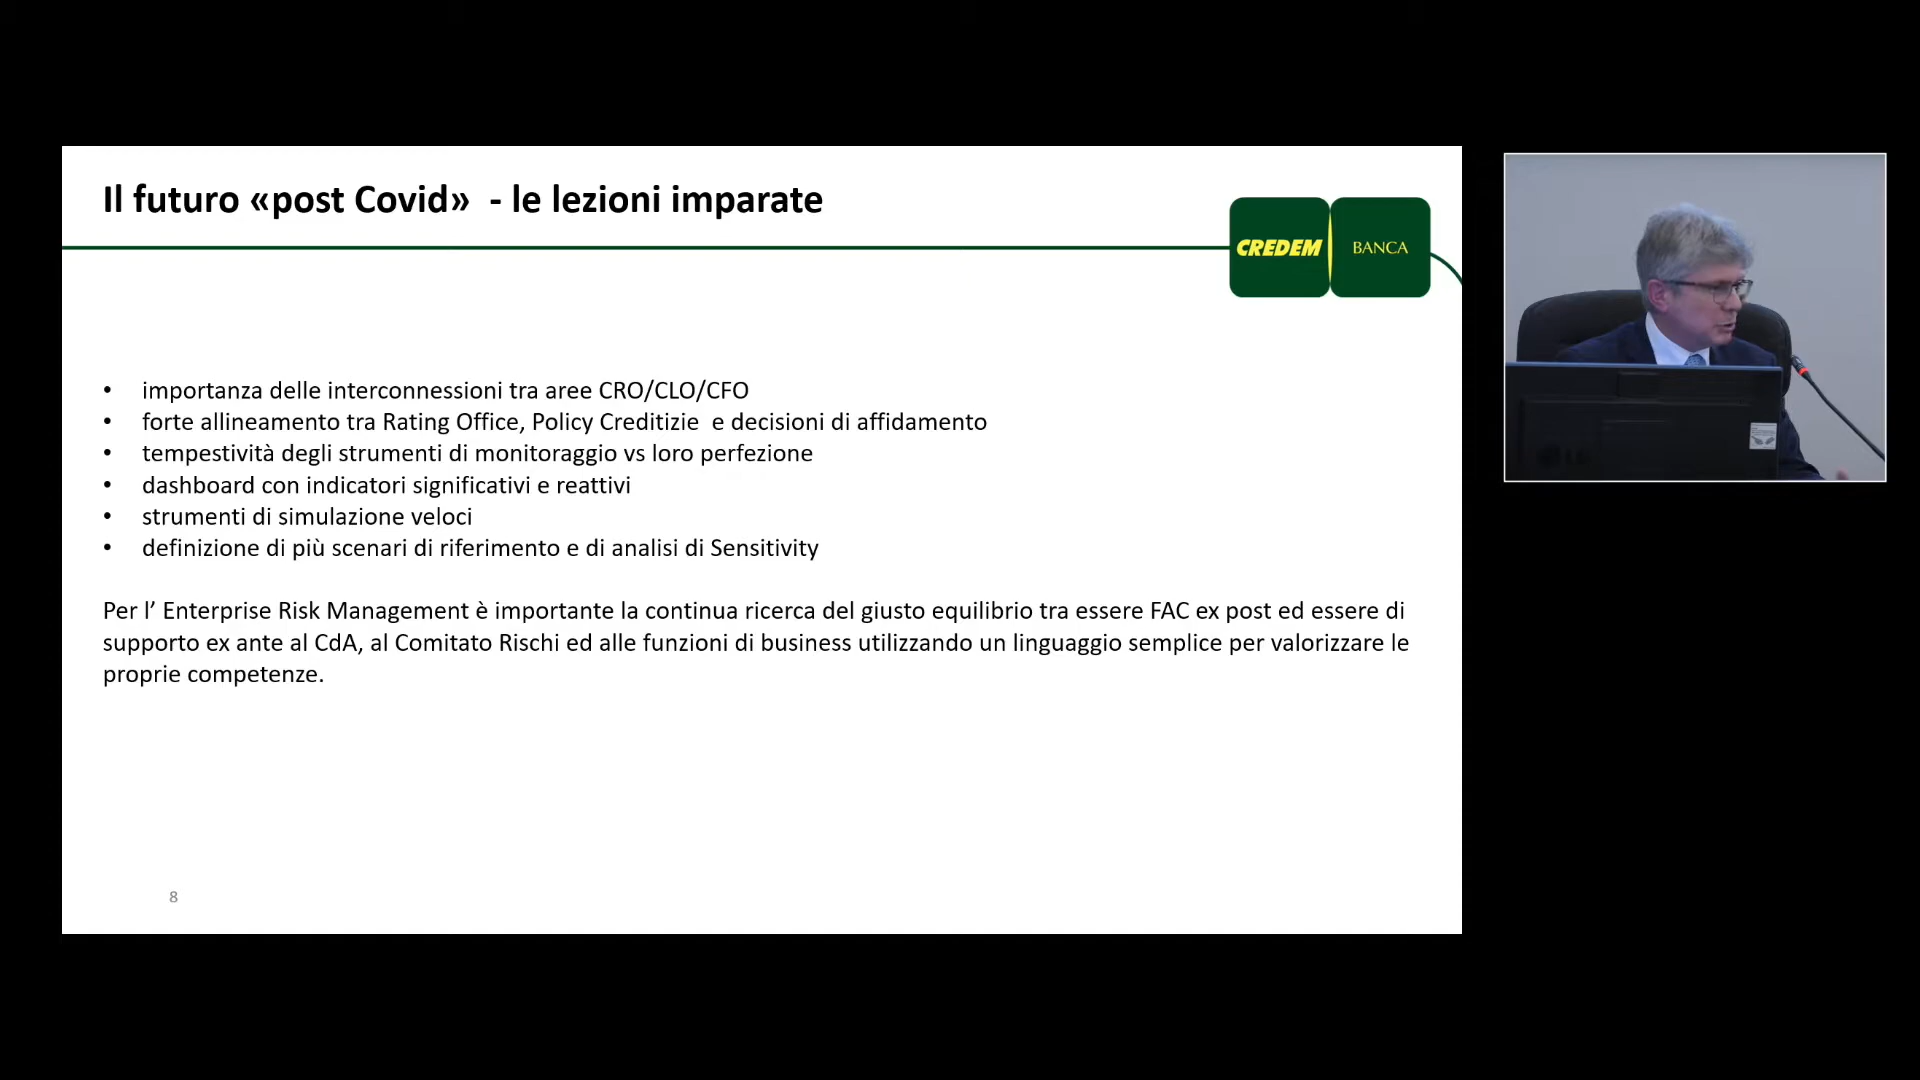 Il futuro «post Covid»  - le lezioni imparate
CREDEM BANCA
• importanza delle interconnessioni tra aree CRO/CLO/CFO
• forte allineamento tra Rating Office, Policy Creditizie  e decisioni di affidamento
• tempestività degli strumenti di monitoraggio vs loro perfezione
• dashboard con indicatori significativi e reattivi
• strumenti di simulazione veloci
• definizione di più scenari di riferimento e di analisi di Sensitivity
Per l’ Enterprise Risk Management è importante la continua ricerca del giusto equilibrio tra essere FAC ex post ed essere di
supporto ex ante al CdA, al Comitato Rischi ed alle funzioni di business utilizzando un linguaggio semplice per valorizzare le
proprie competenze.
8